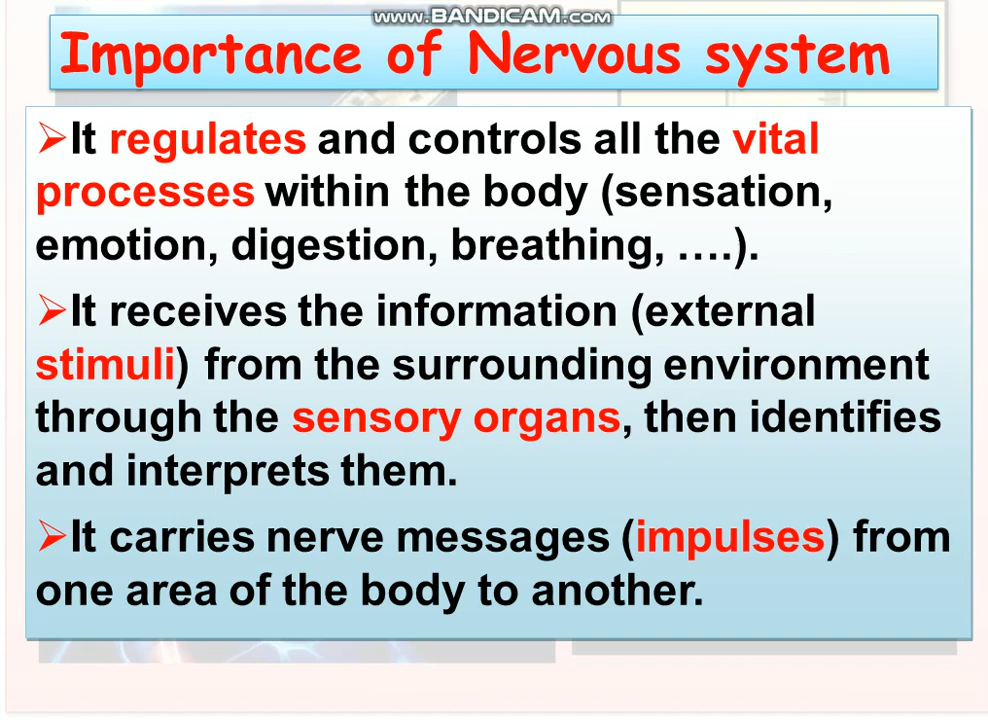 www.BANDICAM.com
Importance of Nervous system
➢It regulates and controls all the vital
processes within the body (sensation,
emotion, digestion, breathing, ….).
➢It receives the information (external
stimuli) from the surrounding environment
through the sensory organs, then identifies
and interprets them.
➢It carries nerve messages (impulses) from
one area of the body to another.